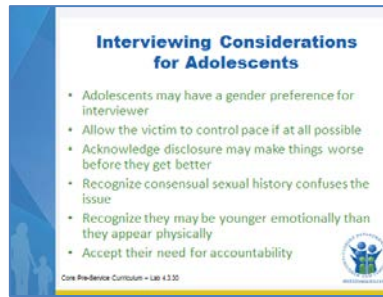 Interviewing Considerations
for Adolescents
• Adolescents may have a gender preference for
interviewer
• Allow the victim to control pace if at all possible
• Acknowledge disclosure may make things worse
before they get better
• Recognize consensual sexual history confuses the
issue
• Recognize they may be younger emotionally than
they appear physically
• Accept their need for accountability
Core Pre-Service Curriculum – Lab 4.3.30